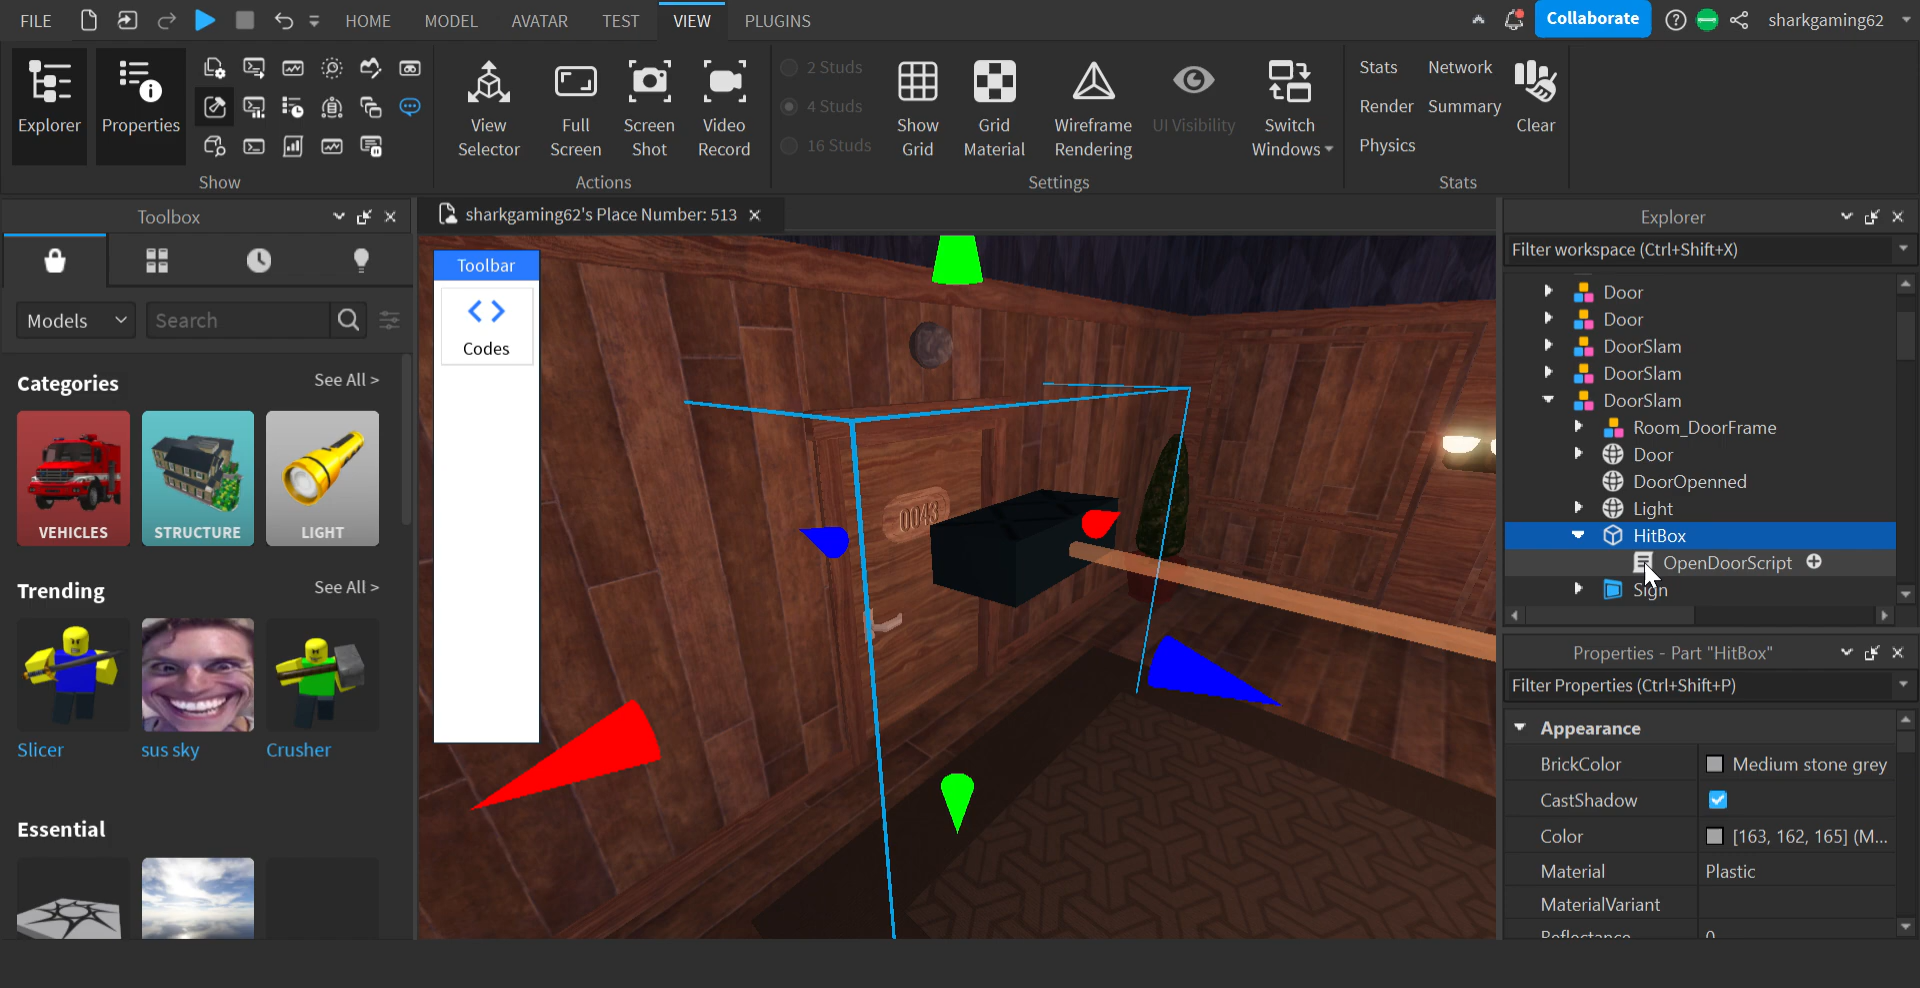 FILE
HOME
MODEL
AVATAR
TEST
VIEW
PLUGINS
Collaborate
sharkgaming62
Explorer
Properties
Show
View
Selector
Full
Screen
Screen
Shot
Video
Record
Actions
2 Studs
4 Studs
16 Studs
Show
Grid
Grid
Material
Wireframe
Rendering
UI Visibility
Switch
Windows
Settings
Stats
Network
Render
Summary
Physics
Clear
Stats
Toolbox
Models
Search
Categories
See All >
VEHICLES
STRUCTURE
LIGHT
Trending
See All >
Slicer
sus sky
Crusher
Essential
sharkgaming62's Place Number: 513
Toolbar
Codes
0043
Explorer
Filter workspace (Ctrl+Shift+X)
Door
Door
DoorSlam
DoorSlam
DoorSlam
Room_DoorFrame
Door
DoorOpenned
Light
HitBox
OpenDoorScript
Sign
Properties - Part "HitBox"
Filter Properties (Ctrl+Shift+P)
Appearance
BrickColor
Medium stone grey
CastShadow
Color
[163, 162, 165] (M...
Material
Plastic
MaterialVariant
Reflectance
0